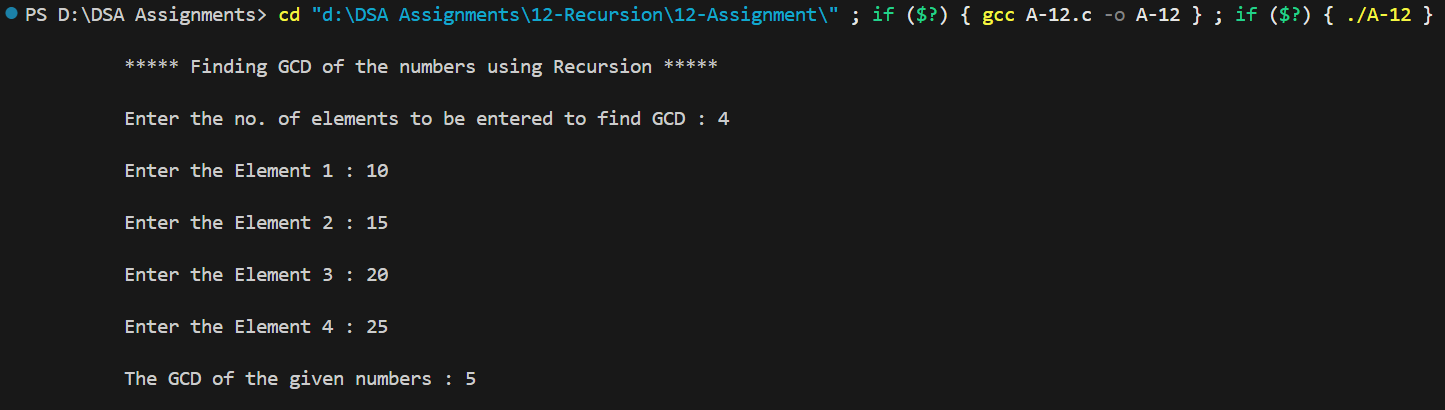 PS D:\DSA Assignments> cd "d:\DSA Assignments\12-Recursion\12-Assignment\" ; if ($?) { gcc A-12.c -o A-12 } ; if ($?) { ./A-12 }
***** Finding GCD of the numbers using Recursion *****
Enter the no. of elements to be entered to find GCD : 4
Enter the Element 1 : 10
Enter the Element 2 : 15
Enter the Element 3 : 20
Enter the Element 4 : 25
The GCD of the given numbers : 5